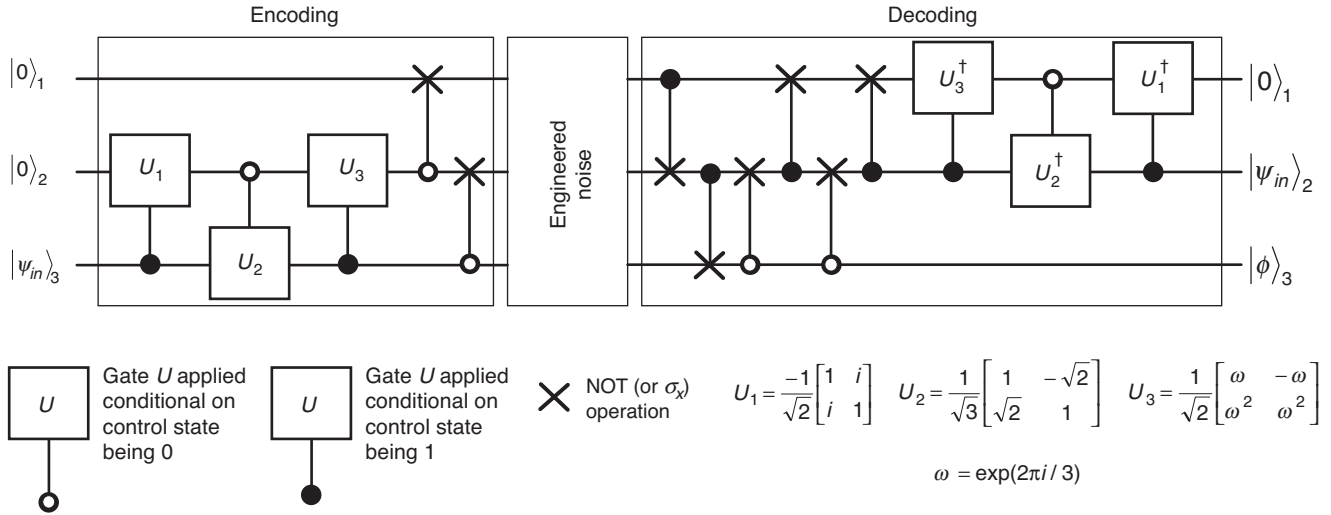 Encoding
Decoding
|0⟩₁
U₃†
U₁†
|0⟩₁
|0⟩₂
U₁
U₃
Engineered
noise
U₂†
|ψin⟩₂
|ψin⟩₃
U₂
|ϕ⟩₃
U
Gate U applied
conditional on
control state
being 0
U
Gate U applied
conditional on
control state
being 1
NOT (or σx)
operation
U₁ = -1/√2 [1 i; i 1]
U₂ = 1/√3 [1 -√2; √2 1]
U₃ = 1/√2 [ω -ω; ω² ω²]
ω = exp(2πi / 3)